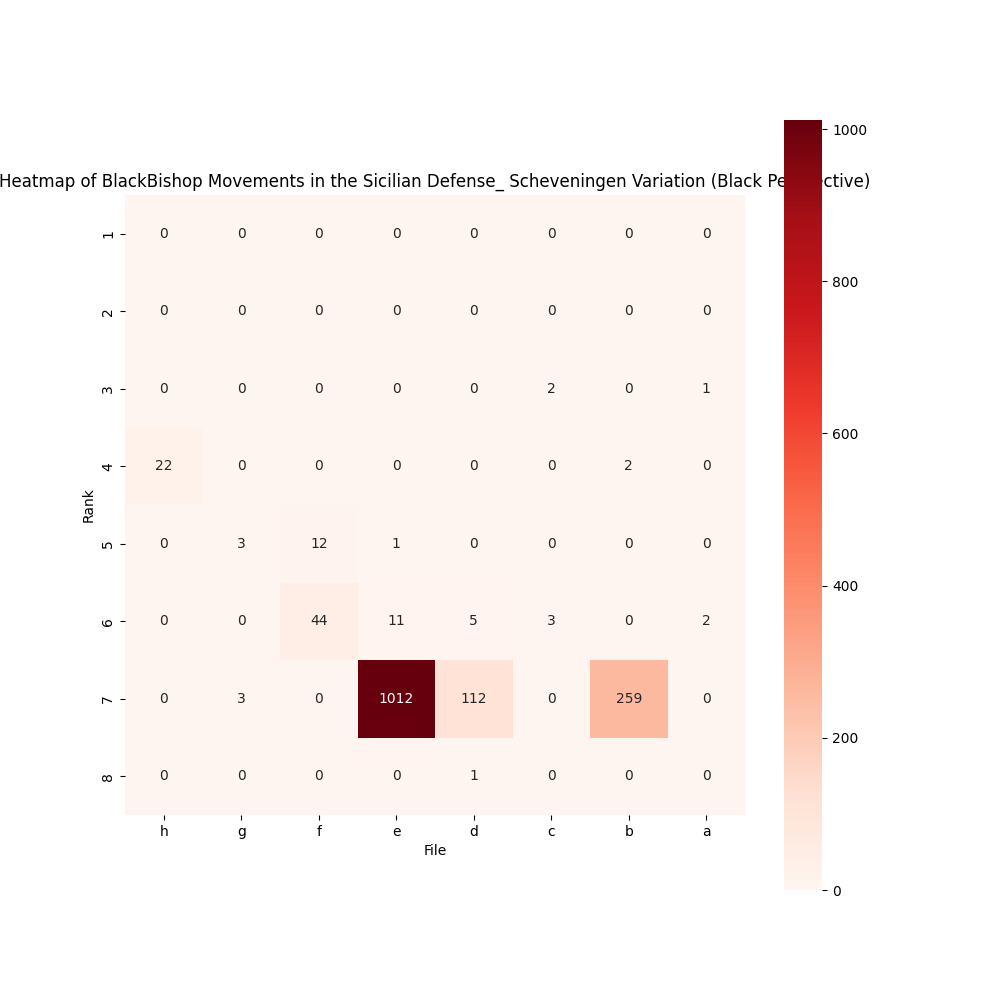 Heatmap of BlackBishop Movements in the Sicilian Defense_ Scheveningen Variation (Black Pe ective)
1000
1 0 0 0 0 0 0 0 0
800
2 0 0 0 0 0 0 0 0
3 0 0 0 0 0 2 0 1
600
4 22 0 0 0 0 0 2 0
Rank
5 0 3 12 1 0 0 0 0
400
6 0 0 44 11 5 3 0 2
7 0 3 0 1012 112 0 259 0
200
8 0 0 0 0 1 0 0 0
h g f e d c b a
File
0